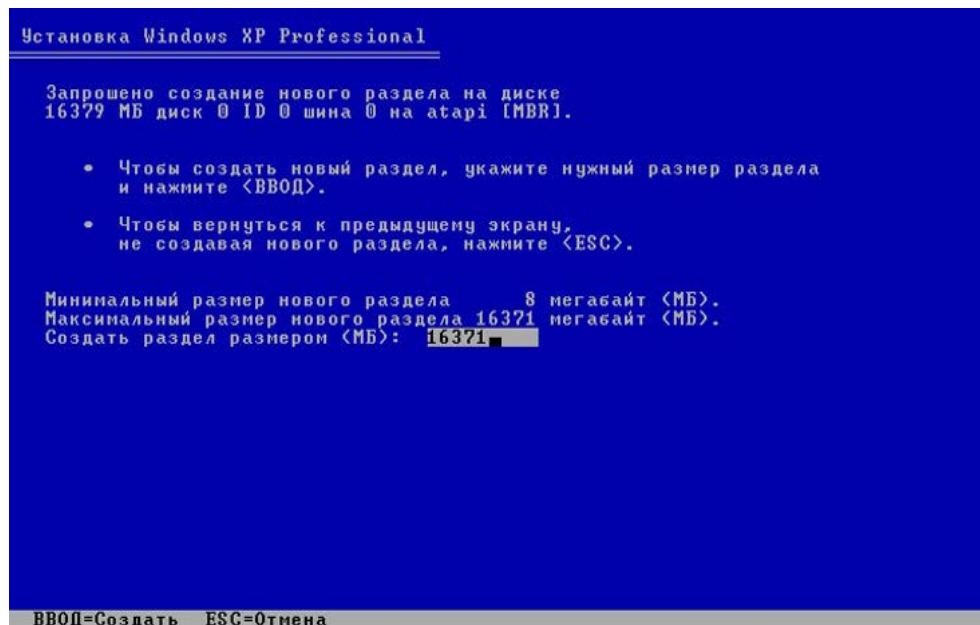 Установка Windows XP Professional
Запрошено создание нового раздела на диске
16379 МБ диск 0 ID 0 шина 0 на atapi [MBR].
• Чтобы создать новый раздел, укажите нужный размер раздела
и нажмите <ВВОД>.
• Чтобы вернуться к предыдущему экрану,
не создавая нового раздела, нажмите <ESC>.
Минимальный размер нового раздела 8 мегабайт (МБ).
Максимальный размер нового раздела 16371 мегабайт (МБ).
Создать раздел размером (МБ): 16371
ВВОД=Создать ESC=Отмена